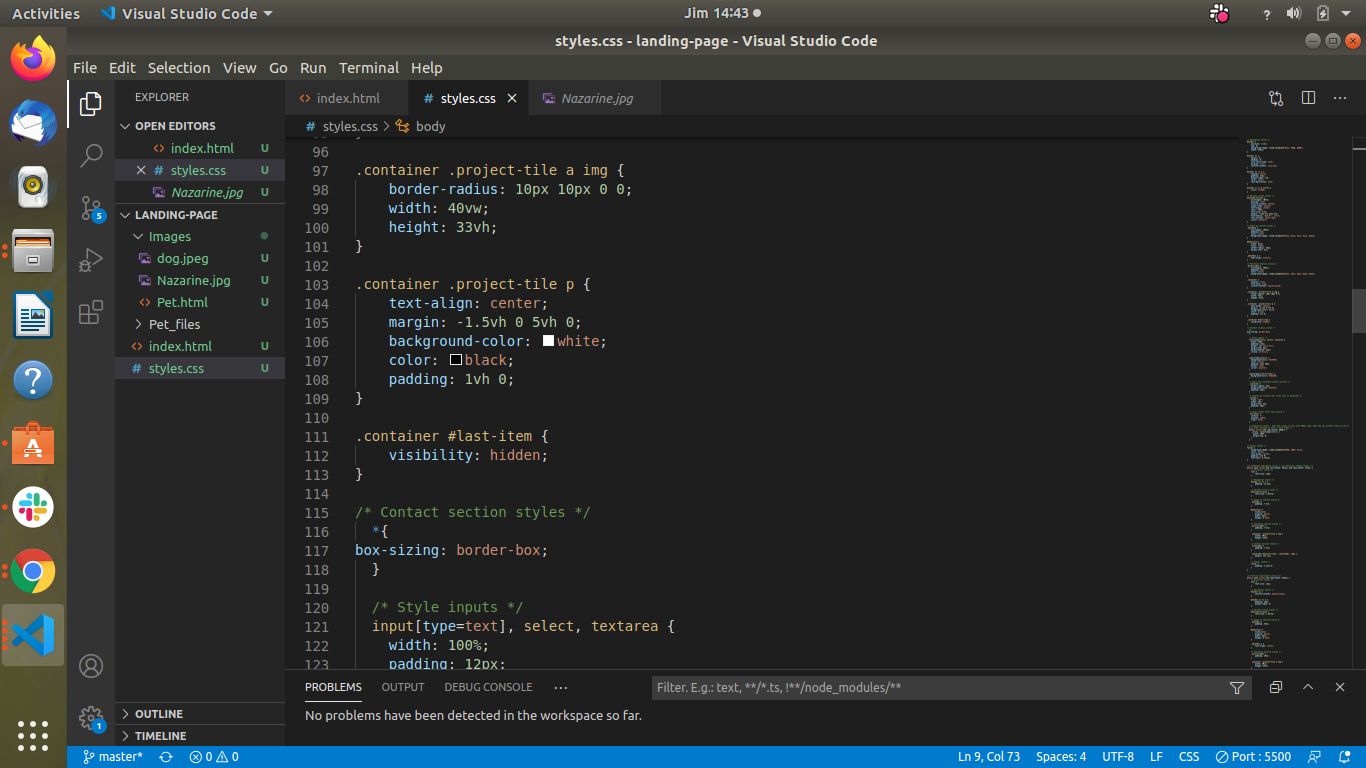 Activities Visual Studio Code Jim 14:43
styles.css - landing-page - Visual Studio Code
File Edit Selection View Go Run Terminal Help
EXPLORER
OPEN EDITORS
index.html U
styles.css U
Nazarine.jpg U
LANDING-PAGE
Images
dog.jpeg U
Nazarine.jpg U
Pet.html U
Pet_files
index.html U
styles.css U
OUTLINE
TIMELINE
5
1
index.html styles.css Nazarine.jpg
styles.css > body
96
97 .container .project-tile a img {
98 border-radius: 10px 10px 0 0;
99 width: 40vw;
100 height: 33vh;
101 }
102
103 .container .project-tile p {
104 text-align: center;
105 margin: -1.5vh 0 5vh 0;
106 background-color: white;
107 color: black;
108 padding: 1vh 0;
109 }
110
111 .container #last-item {
112 visibility: hidden;
113 }
114
115 /* Contact section styles */
116 *{
117 box-sizing: border-box;
118 }
119
120 /* Style inputs */
121 input[type=text], select, textarea {
122 width: 100%;
123 padding: 12px;
PROBLEMS OUTPUT DEBUG CONSOLE ··· Filter. E.g.: text, **/*.ts, !**/node_modules/**
No problems have been detected in the workspace so far.
master* 0 0 Ln 9, Col 73 Spaces: 4 UTF-8 LF CSS Port : 5500